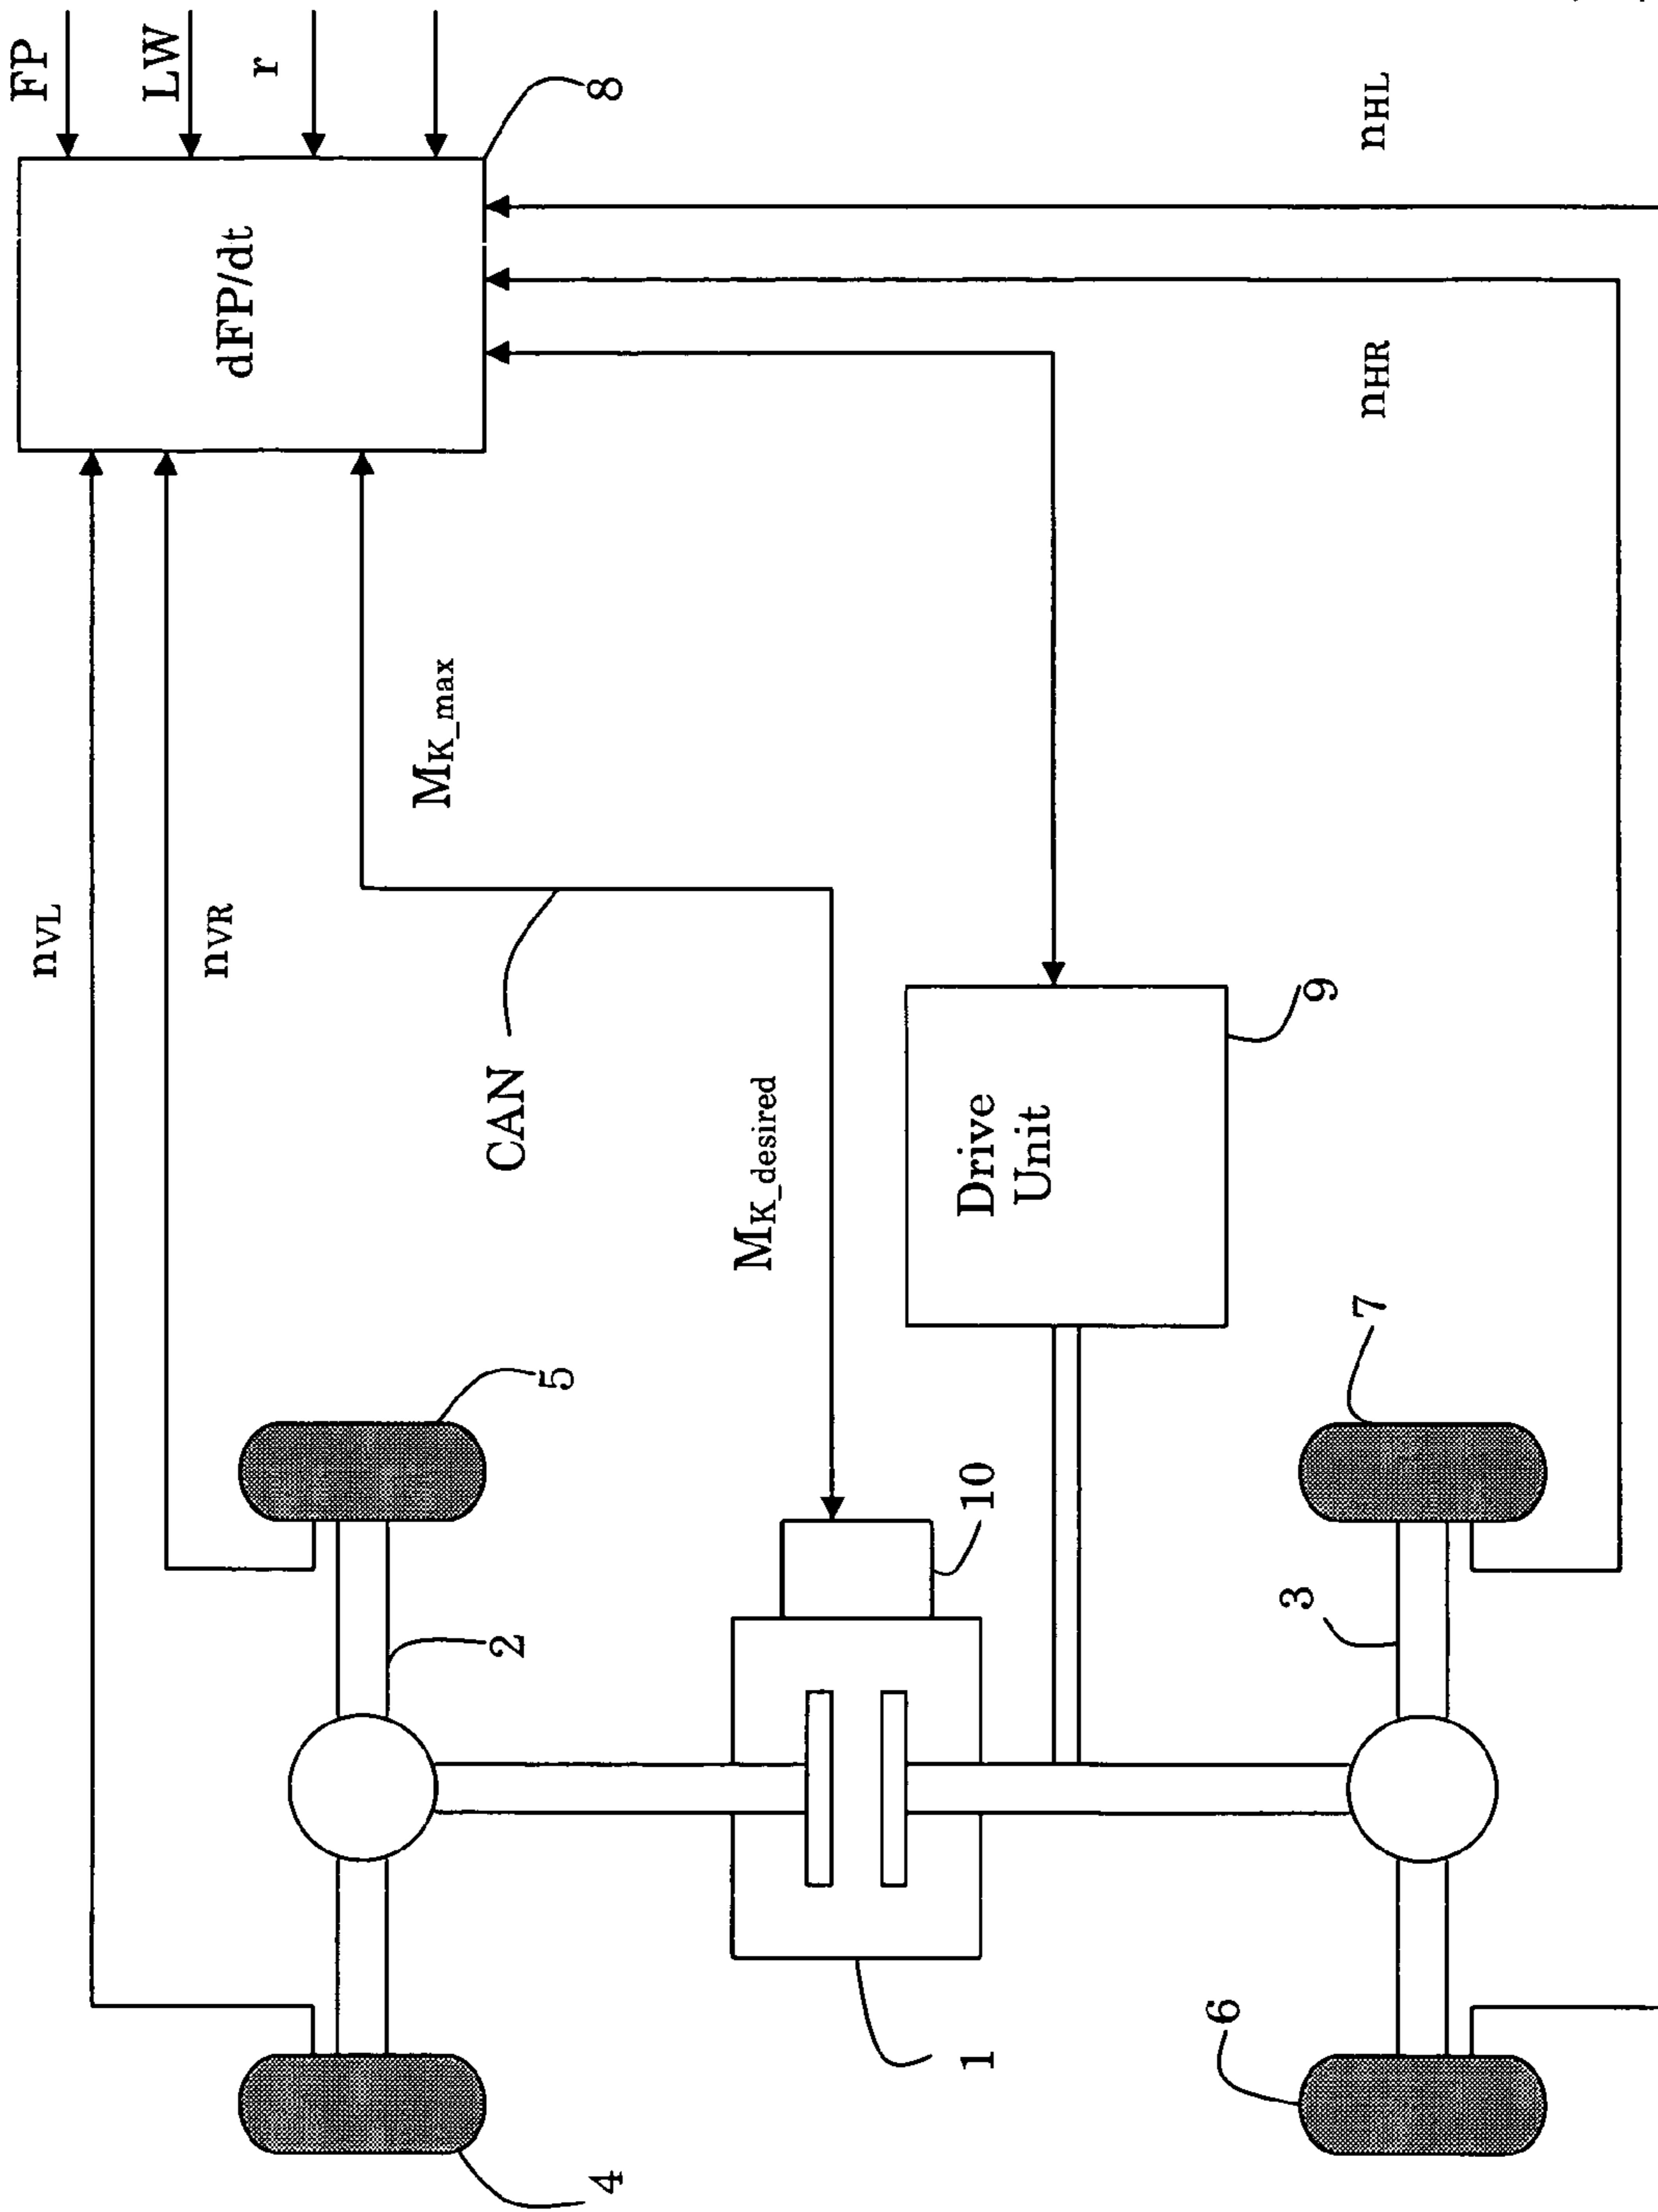 FP
LW
r
8
dFP/dt
nVL
nVR
nHL
nHR
MK_max
CAN
MK_desired
Drive
Unit
9
5
7
10
2
3
1
6
4